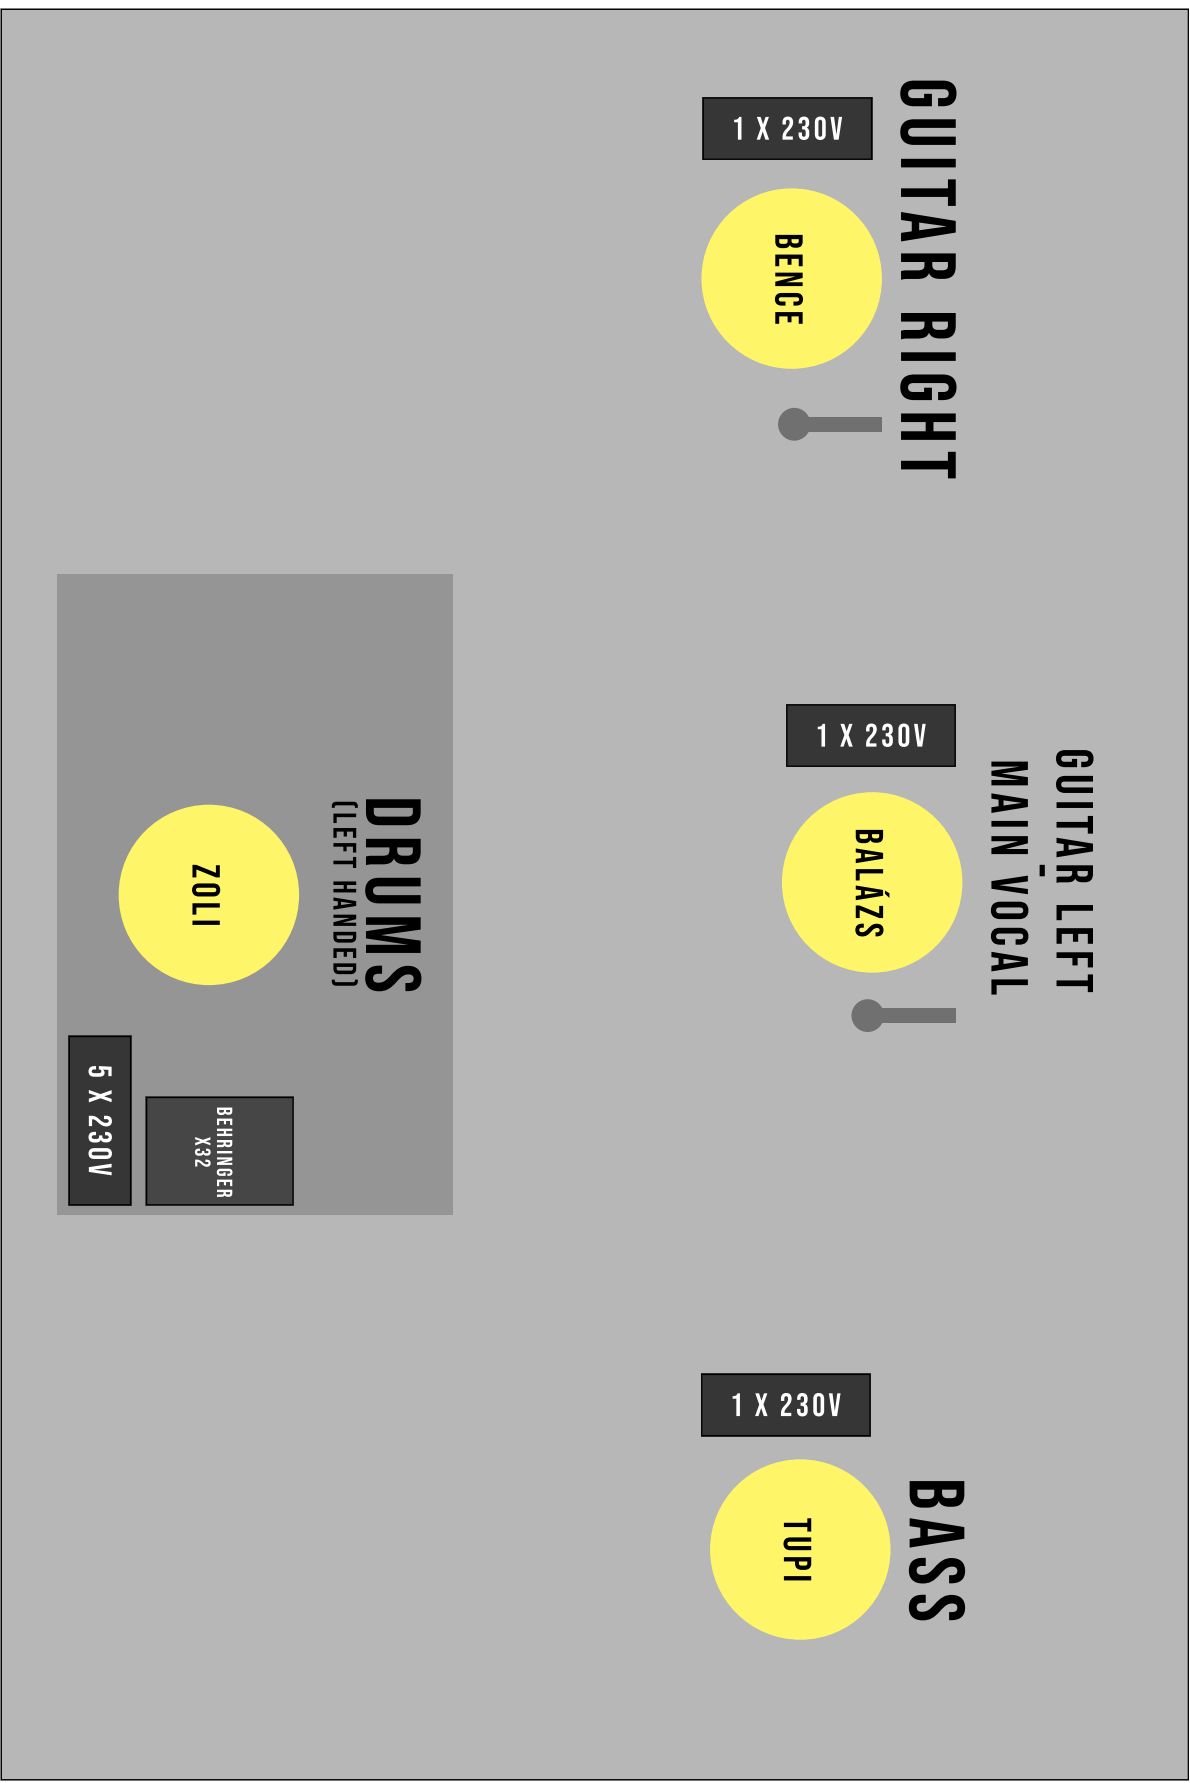 GUITAR RIGHT
1 X 230V
BENCE
GUITAR LEFT
-
MAIN VOCAL
1 X 230V
BALÁZS
BASS
1 X 230V
TUPI
DRUMS
(LEFT HANDED)
ZOLI
BEHRINGER
X32
5 X 230V